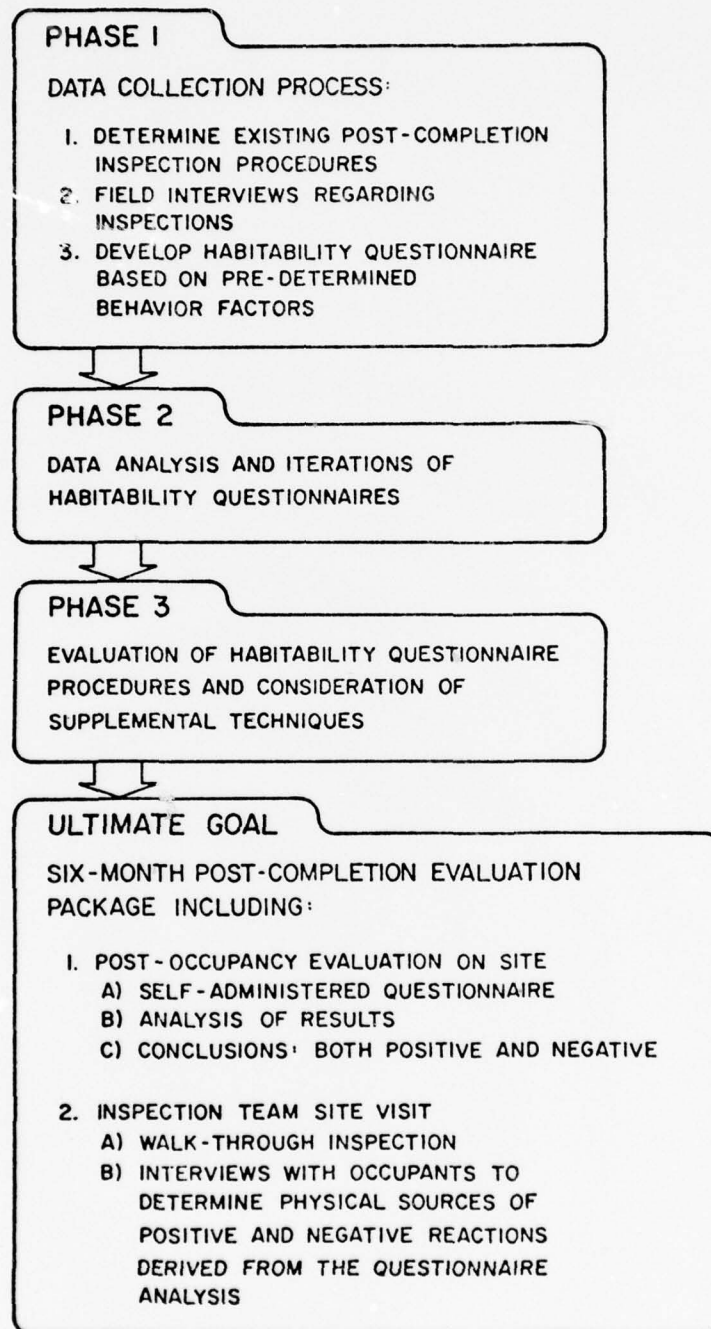 PHASE 1
DATA COLLECTION PROCESS:
1. DETERMINE EXISTING POST-COMPLETION
INSPECTION PROCEDURES
2. FIELD INTERVIEWS REGARDING
INSPECTIONS
3. DEVELOP HABITABILITY QUESTIONNAIRE
BASED ON PRE-DETERMINED
BEHAVIOR FACTORS
PHASE 2
DATA ANALYSIS AND ITERATIONS OF
HABITABILITY QUESTIONNAIRES
PHASE 3
EVALUATION OF HABITABILITY QUESTIONNAIRE
PROCEDURES AND CONSIDERATION OF
SUPPLEMENTAL TECHNIQUES
ULTIMATE GOAL
SIX-MONTH POST-COMPLETION EVALUATION
PACKAGE INCLUDING:
1. POST-OCCUPANCY EVALUATION ON SITE
A) SELF-ADMINISTERED QUESTIONNAIRE
B) ANALYSIS OF RESULTS
C) CONCLUSIONS: BOTH POSITIVE AND NEGATIVE
2. INSPECTION TEAM SITE VISIT
A) WALK-THROUGH INSPECTION
B) INTERVIEWS WITH OCCUPANTS TO
DETERMINE PHYSICAL SOURCES OF
POSITIVE AND NEGATIVE REACTIONS
DERIVED FROM THE QUESTIONNAIRE
ANALYSIS